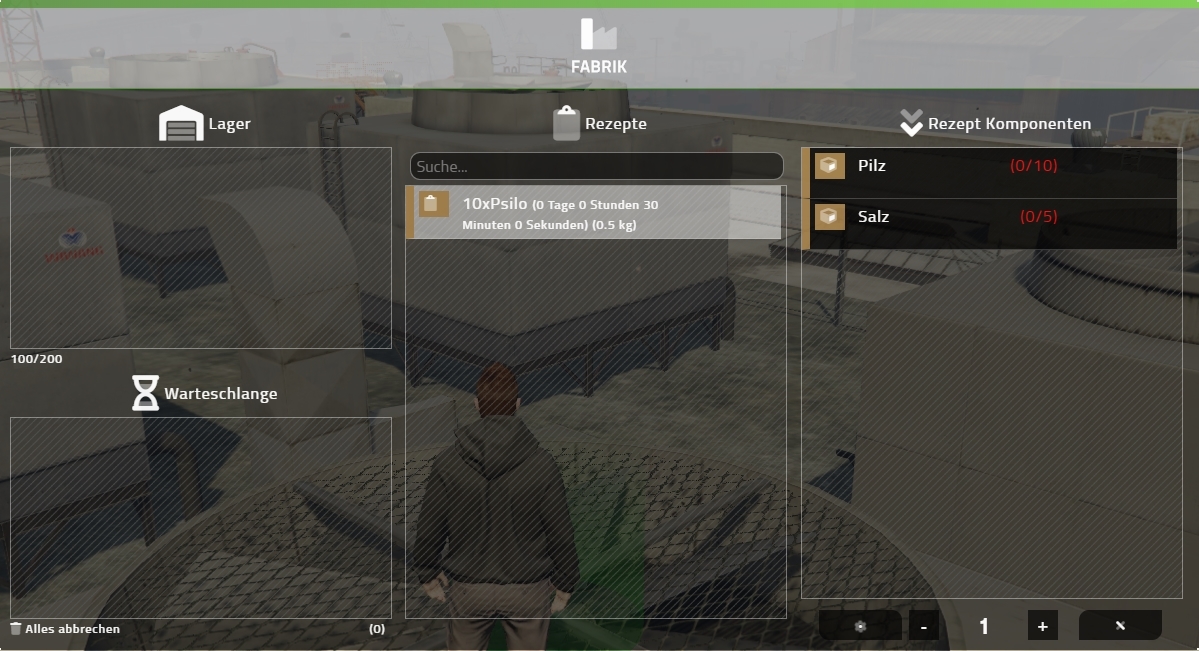 FABRIK
Lager
100/200
Warteschlange
Alles abbrechen (0)
Rezepte
Suche...
10xPsilo (0 Tage 0 Stunden 30
Minuten 0 Sekunden) (0.5 kg)
Rezept Komponenten
Pilz (0/10)
Salz (0/5)
- 1 +